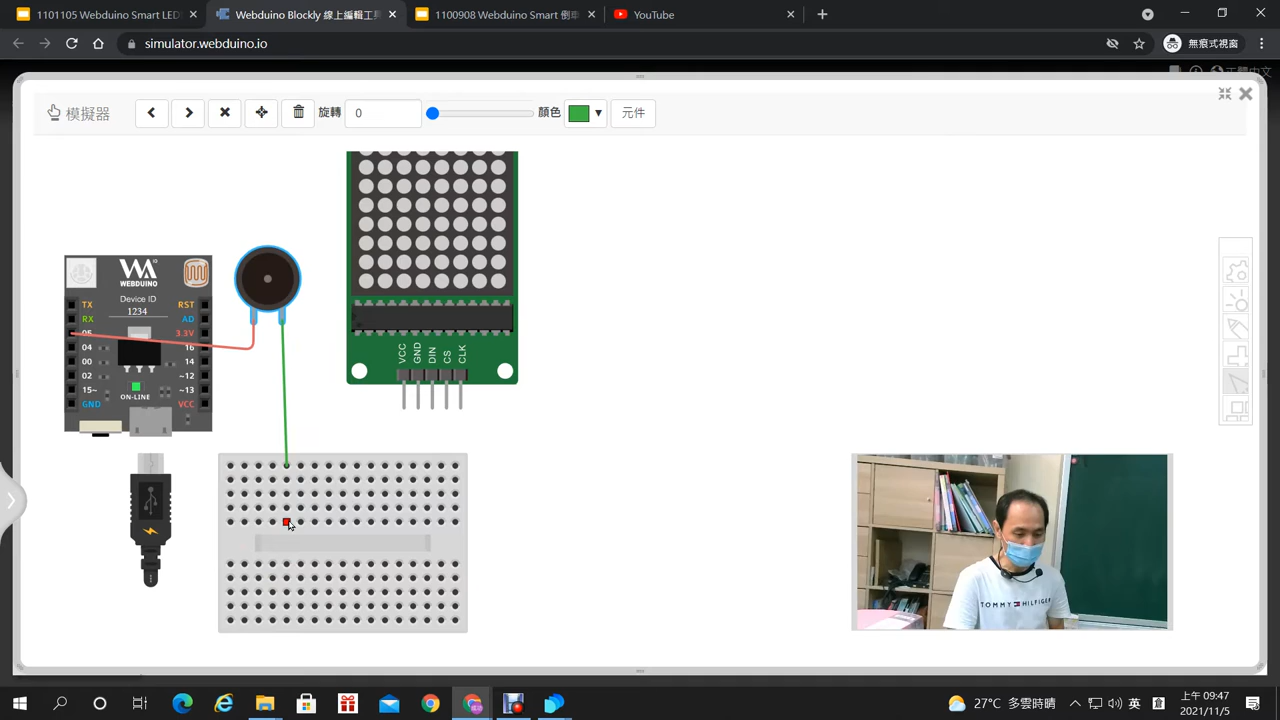 1101105 Webduino Smart LED
Webduino Blockly 線上編輯工具
1100908 Webduino Smart 倒車
YouTube
simulator.webduino.io
無痕式視窗
模擬器
旋轉
0
顏色
元件
WEBDUINO
Device ID
1234
TX
RX
05
04
00
02
15~
GND
RST
AD
3.3V
16
14
~12
~13
VCC
ON-LINE
VCC
GND
DIN
CS
CLK
TOMMY HILFIGER
27°C 多雲時晴
英
上午 09:47
2021/11/5